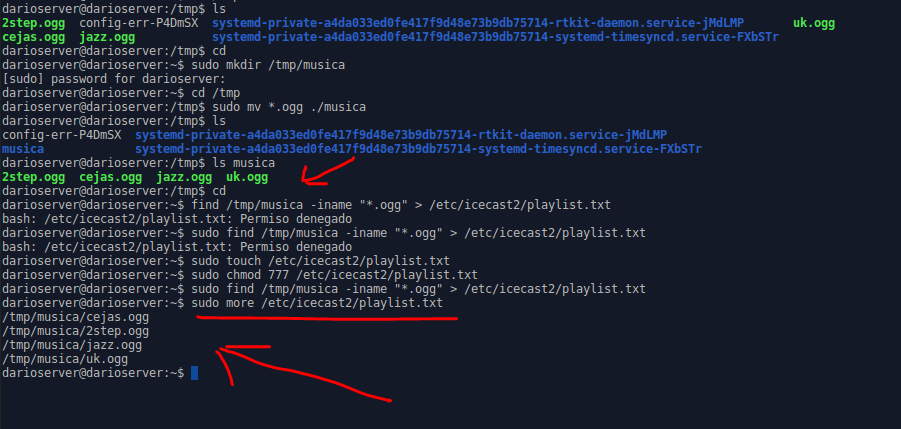 darioserver@darioserver:/tmp$ ls
2step.ogg  config-err-P4DmSX  systemd-private-a4da033ed0fe417f9d48e73b9db75714-rtkit-daemon.service-jMdLMP       uk.ogg
cejas.ogg  jazz.ogg           systemd-private-a4da033ed0fe417f9d48e73b9db75714-systemd-timesyncd.service-FXbSTr
darioserver@darioserver:/tmp$ cd
darioserver@darioserver:~$ sudo mkdir /tmp/musica
[sudo] password for darioserver:
darioserver@darioserver:~$ cd /tmp
darioserver@darioserver:/tmp$ sudo mv *.ogg ./musica
darioserver@darioserver:/tmp$ ls
config-err-P4DmSX  systemd-private-a4da033ed0fe417f9d48e73b9db75714-rtkit-daemon.service-jMdLMP
musica             systemd-private-a4da033ed0fe417f9d48e73b9db75714-systemd-timesyncd.service-FXbSTr
darioserver@darioserver:/tmp$ ls musica
2step.ogg  cejas.ogg  jazz.ogg  uk.ogg
darioserver@darioserver:/tmp$ cd
darioserver@darioserver:~$ find /tmp/musica -iname "*.ogg" > /etc/icecast2/playlist.txt
bash: /etc/icecast2/playlist.txt: Permiso denegado
darioserver@darioserver:~$ sudo find /tmp/musica -iname "*.ogg" > /etc/icecast2/playlist.txt
bash: /etc/icecast2/playlist.txt: Permiso denegado
darioserver@darioserver:~$ sudo touch /etc/icecast2/playlist.txt
darioserver@darioserver:~$ sudo chmod 777 /etc/icecast2/playlist.txt
darioserver@darioserver:~$ sudo find /tmp/musica -iname "*.ogg" > /etc/icecast2/playlist.txt
darioserver@darioserver:~$ sudo more /etc/icecast2/playlist.txt
/tmp/musica/cejas.ogg
/tmp/musica/2step.ogg
/tmp/musica/jazz.ogg
/tmp/musica/uk.ogg
darioserver@darioserver:~$